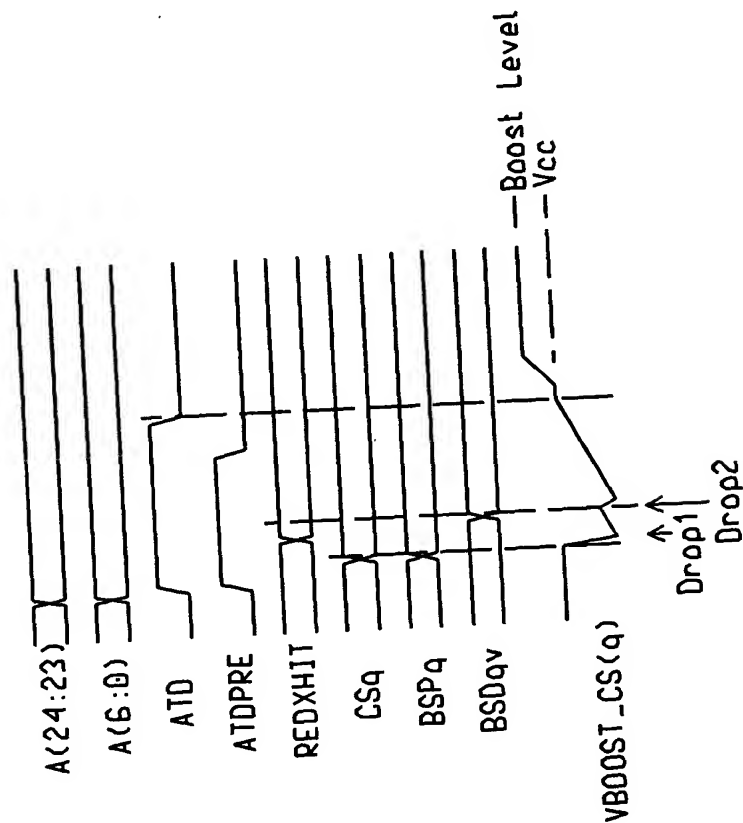 A(24:23)
A(6:0)
ATD
ATDPRE
REDXHIT
CSq
BSPq
BSDqv
Boost Level
Vcc
VBOOST_CS(q)
Drop1
Drop2